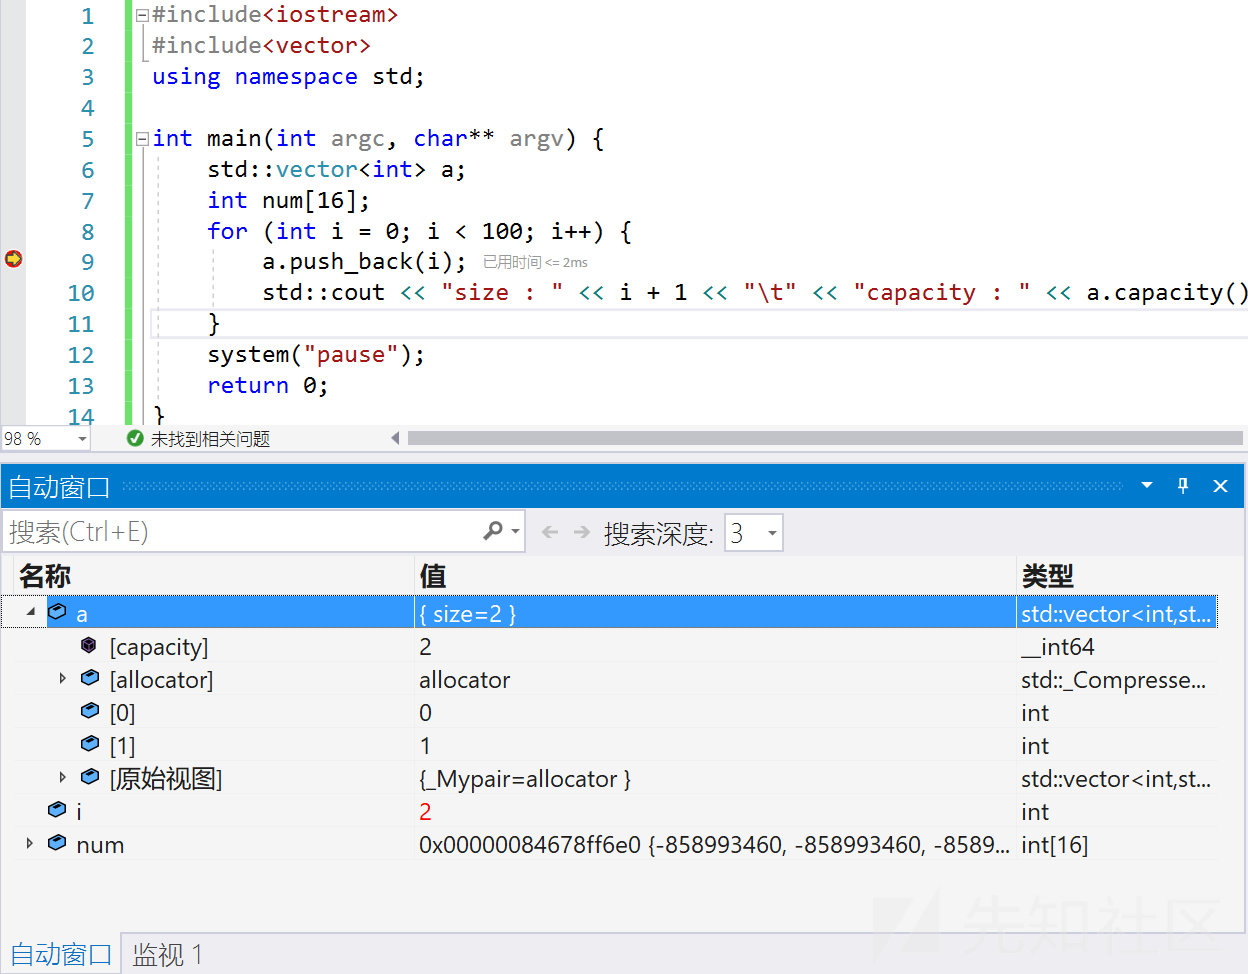 1 #include<iostream>
2 #include<vector>
3 using namespace std;
4
5 int main(int argc, char** argv) {
6 std::vector<int> a;
7 int num[16];
8 for (int i = 0; i < 100; i++) {
9 a.push_back(i); 已用时间 <= 2ms
10 std::cout << "size : " << i + 1 << "\t" << "capacity : " << a.capacity()
11 }
12 system("pause");
13 return 0;
14 }
98 % 未找到相关问题
自动窗口
搜索(Ctrl+E) 搜索深度: 3
名称 值 类型
a { size=2 } std::vector<int,st...
[capacity] 2 __int64
[allocator] allocator std::_Compresse...
[0] 0 int
[1] 1 int
[原始视图] {_Mypair=allocator } std::vector<int,st...
i 2 int
num 0x00000084678ff6e0 {-858993460, -858993460, -8589... int[16]
先知社区
自动窗口 监视 1